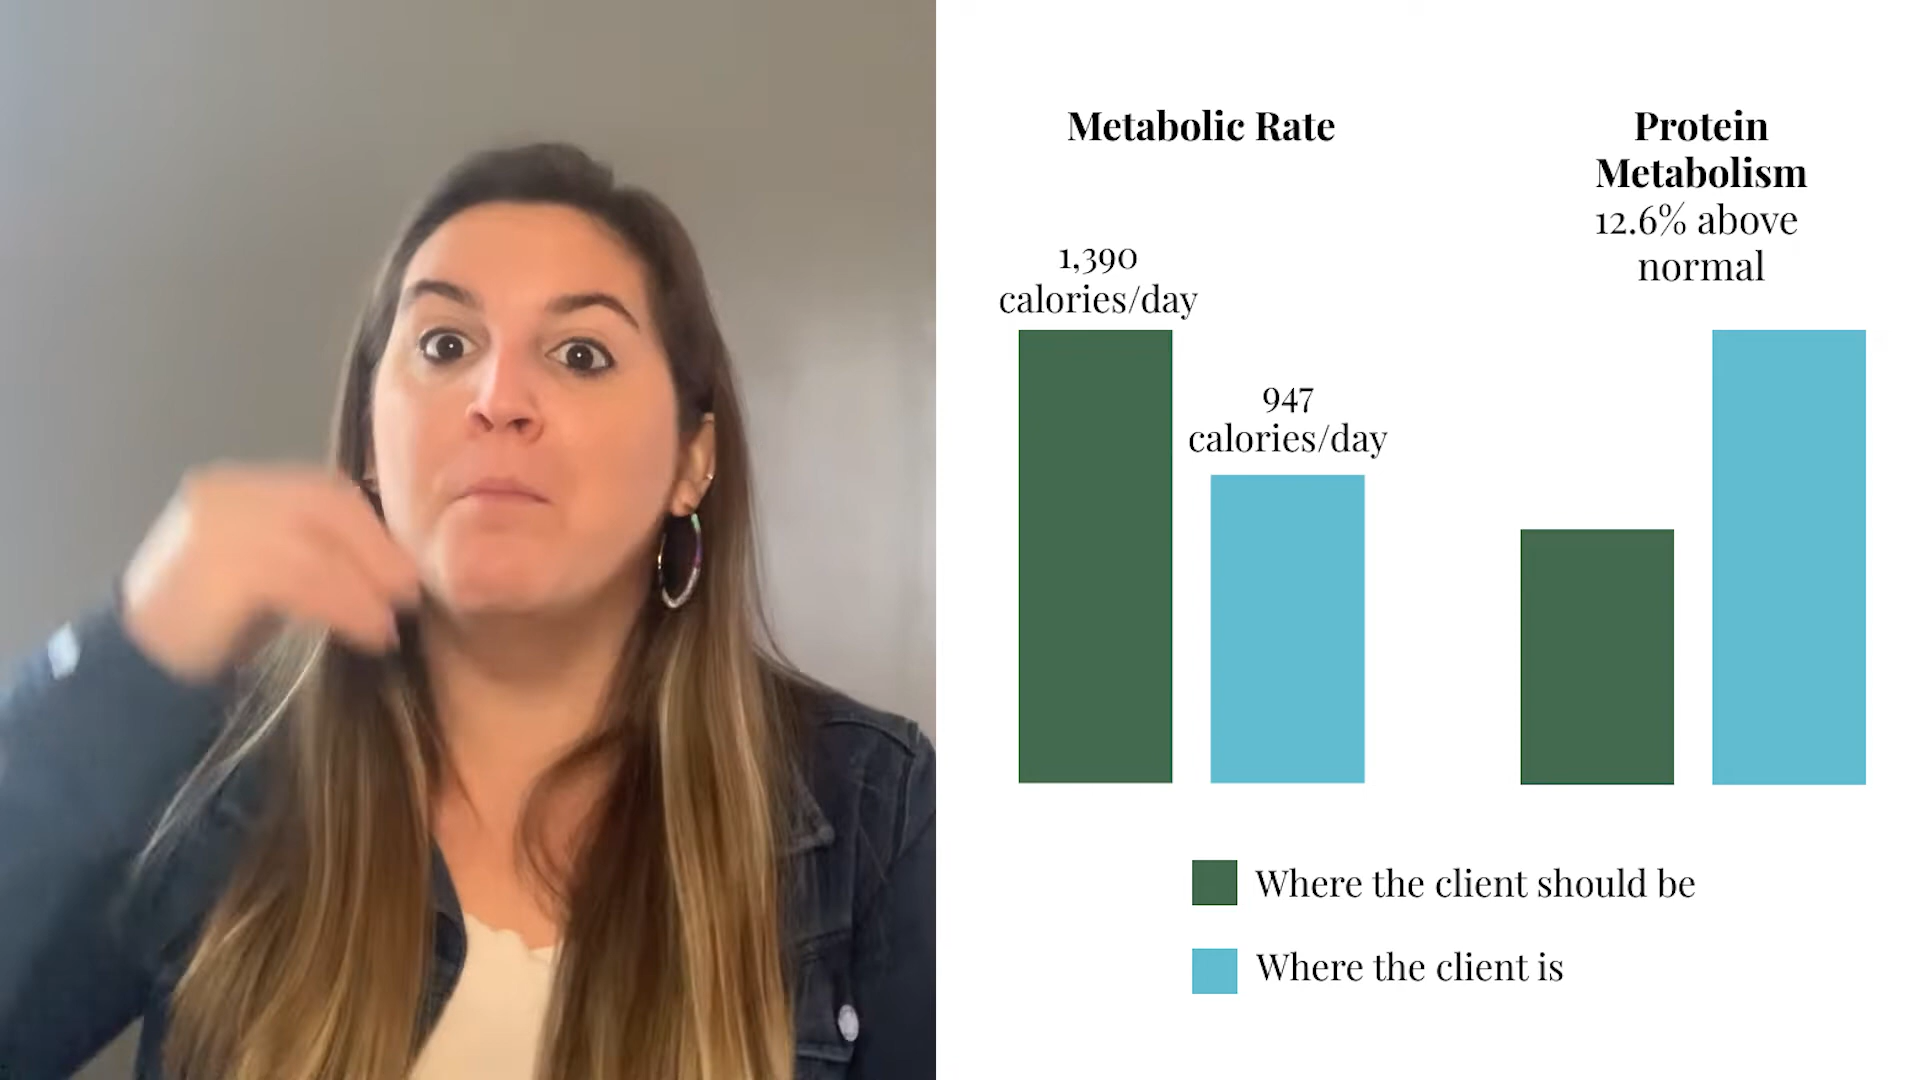 Metabolic Rate
1,390
calories/day
947
calories/day
Protein
Metabolism
12.6% above
normal
Where the client should be
Where the client is